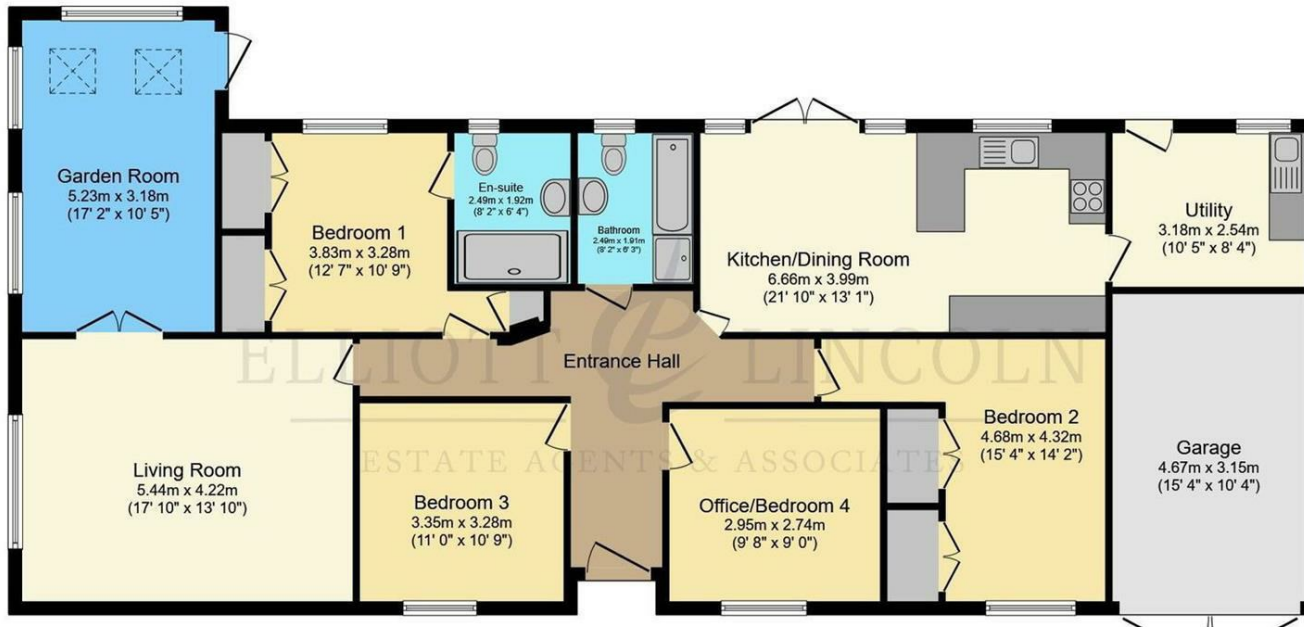 Garden Room
5.23m x 3.18m
(17' 2" x 10' 5")
Bedroom 1
3.83m x 3.28m
(12' 7" x 10' 9")
En-suite
2.49m x 1.92m
(8' 2" x 6' 4")
Bathroom
2.49m x 1.91m
(8' 2" x 6' 3")
Kitchen/Dining Room
6.66m x 3.99m
(21' 10" x 13' 1")
Utility
3.18m x 2.54m
(10' 5" x 8' 4")
Entrance Hall
ELLIOTT e LINCOLN
ESTATE AGENTS & ASSOCIATES
Living Room
5.44m x 4.22m
(17' 10" x 13' 10")
Bedroom 3
3.35m x 3.28m
(11' 0" x 10' 9")
Office/Bedroom 4
2.95m x 2.74m
(9' 8" x 9' 0")
Bedroom 2
4.68m x 4.32m
(15' 4" x 14' 2")
Garage
4.67m x 3.15m
(15' 4" x 10' 4")